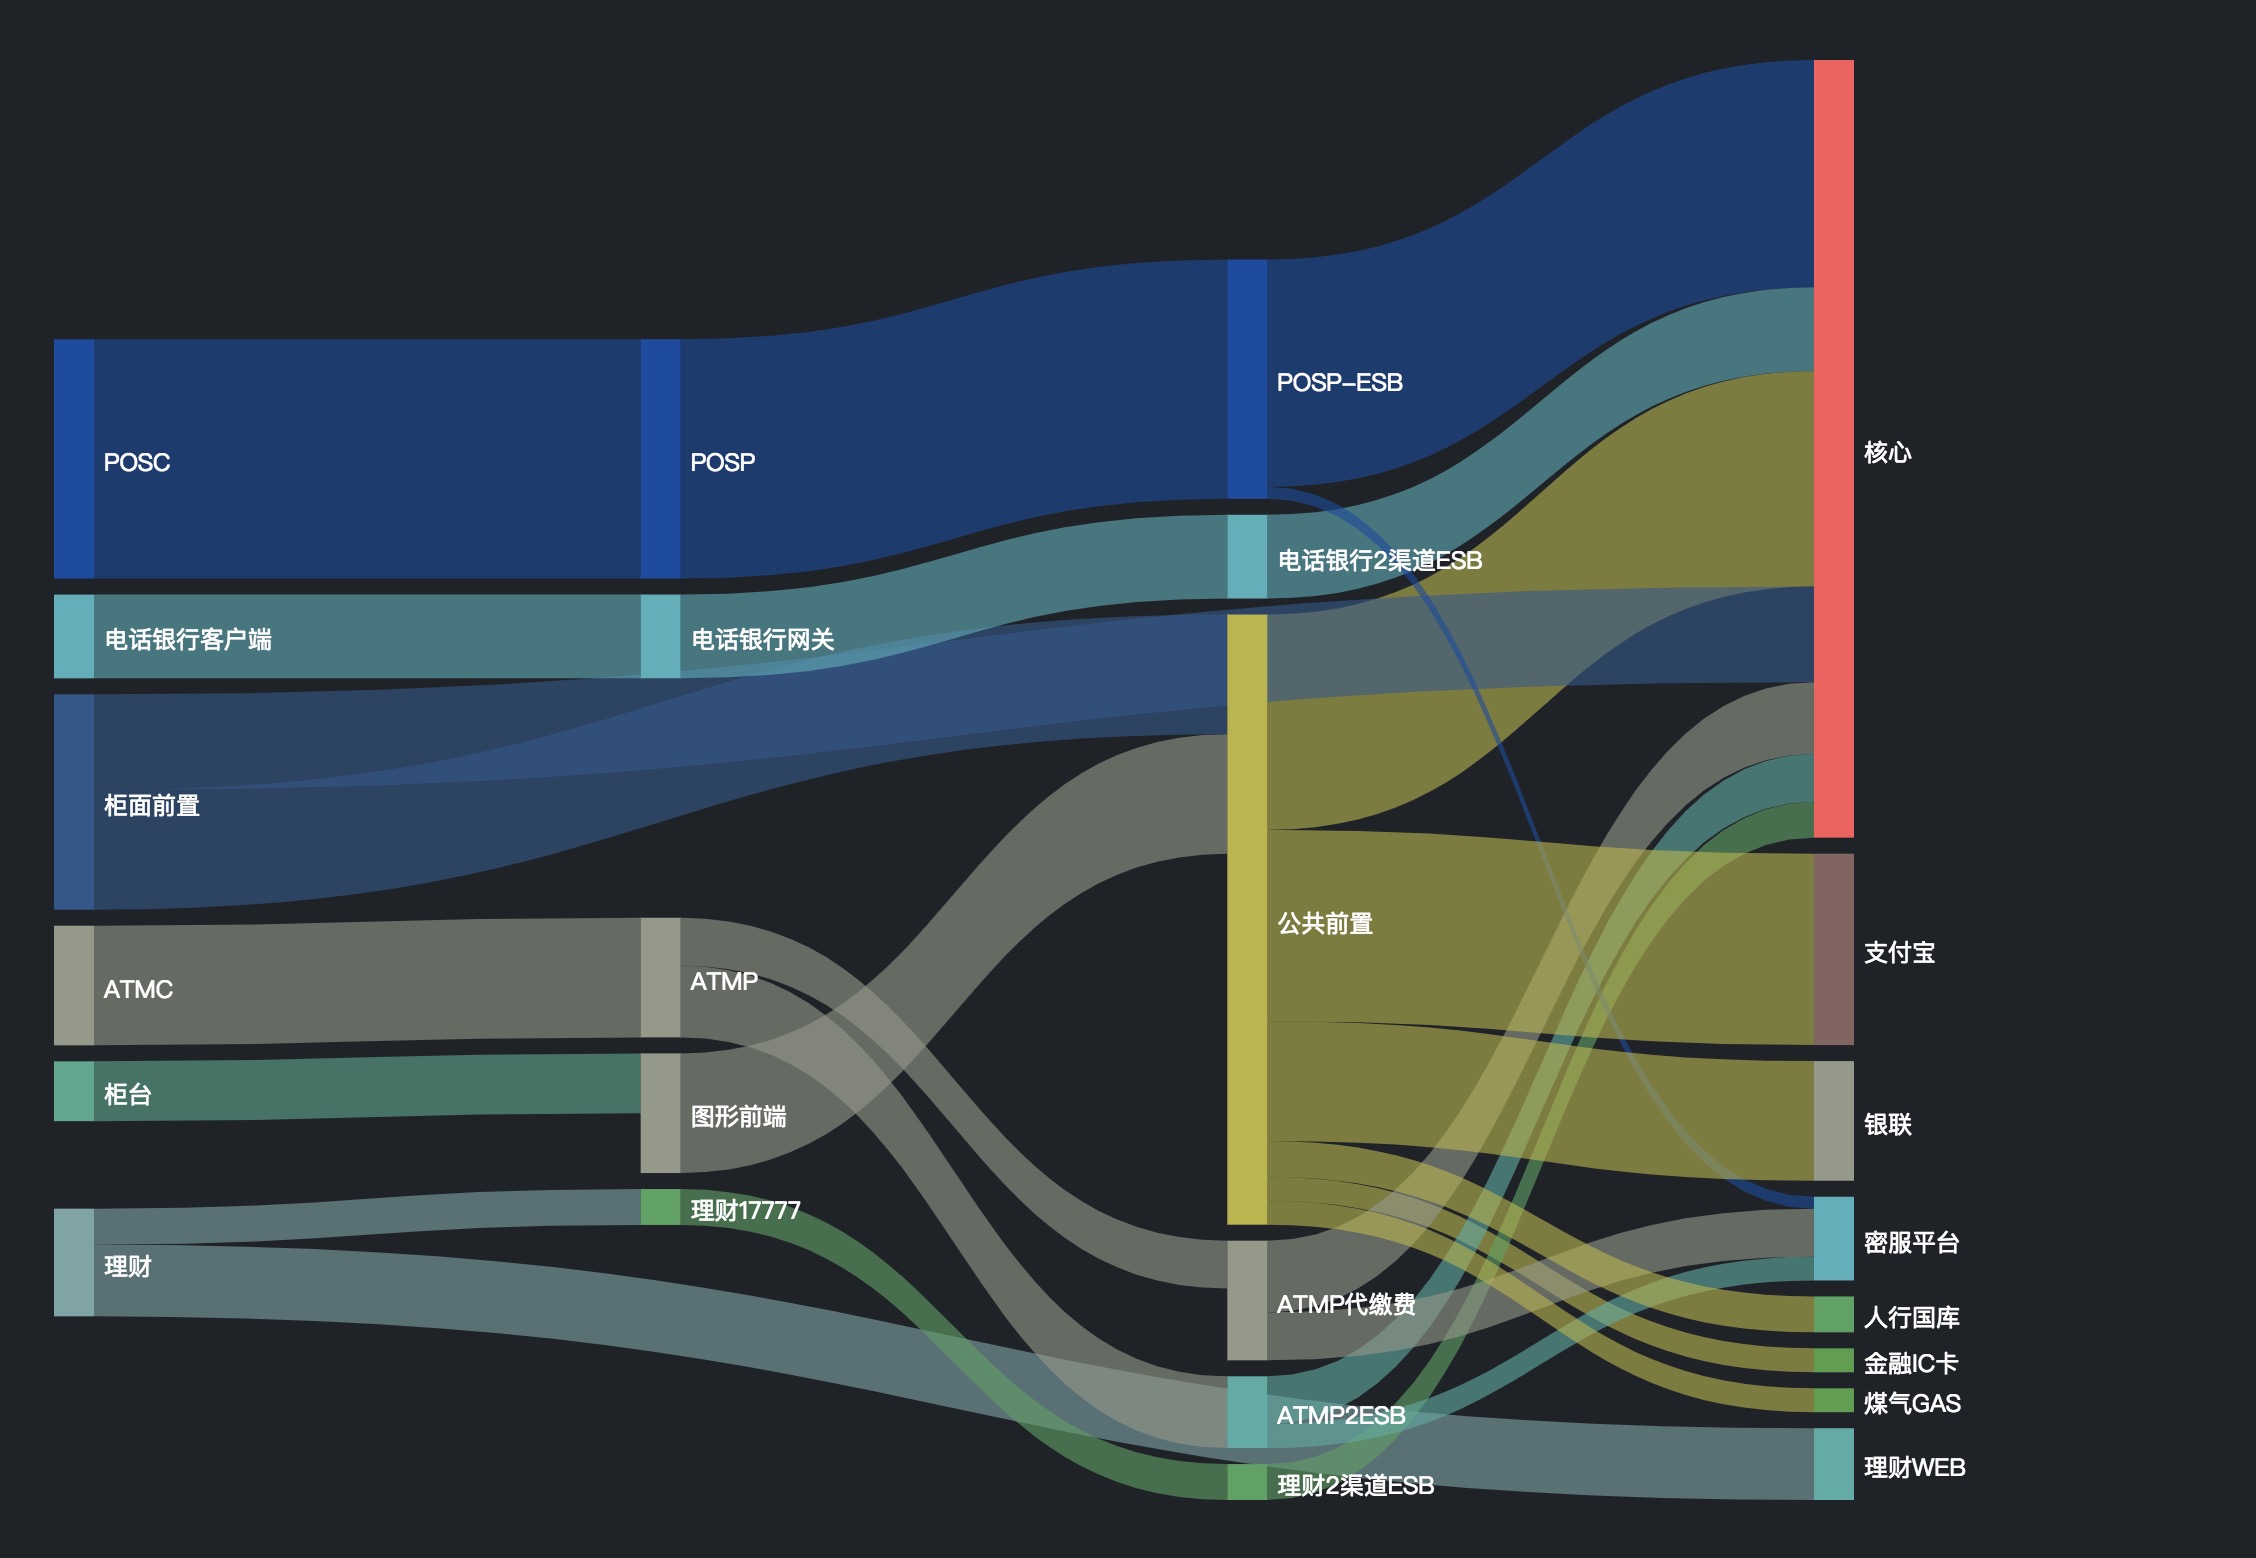 POSC
电话银行客户端
柜面前置
ATMC
柜台
理财
POSP
电话银行网关
ATMP
图形前端
理财17777
POSP-ESB
电话银行2渠道ESB
公共前置
ATMP代缴费
ATMP2ESB
理财2渠道ESB
核心
支付宝
银联
密服平台
人行国库
金融IC卡
煤气GAS
理财WEB